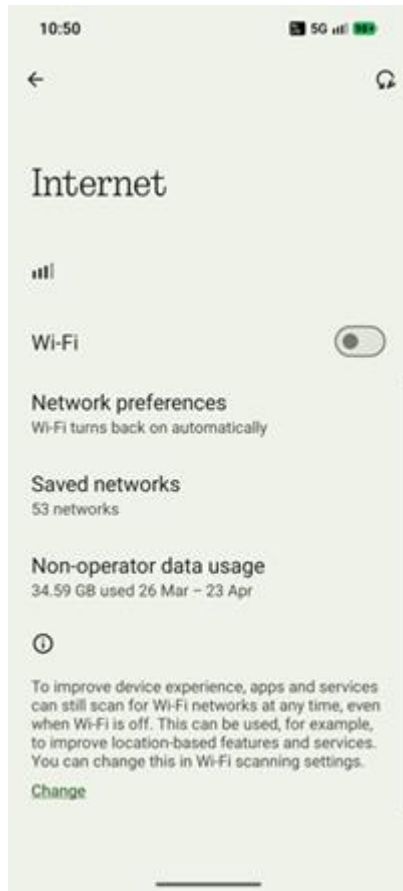 10:50
5G
Internet
Wi-Fi
Network preferences
Wi-Fi turns back on automatically
Saved networks
53 networks
Non-operator data usage
34.59 GB used 26 Mar – 23 Apr
To improve device experience, apps and services
can still scan for Wi-Fi networks at any time, even
when Wi-Fi is off. This can be used, for example,
to improve location-based features and services.
You can change this in Wi-Fi scanning settings.
Change